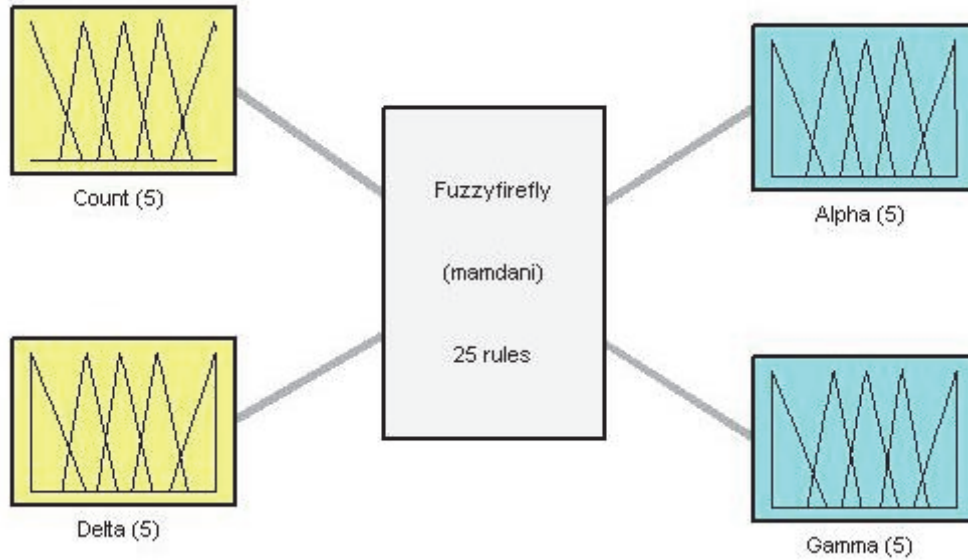 Count (5)
Delta (5)
Fuzzyfirefly
(mamdani)
25 rules
Alpha (5)
Gamma (5)